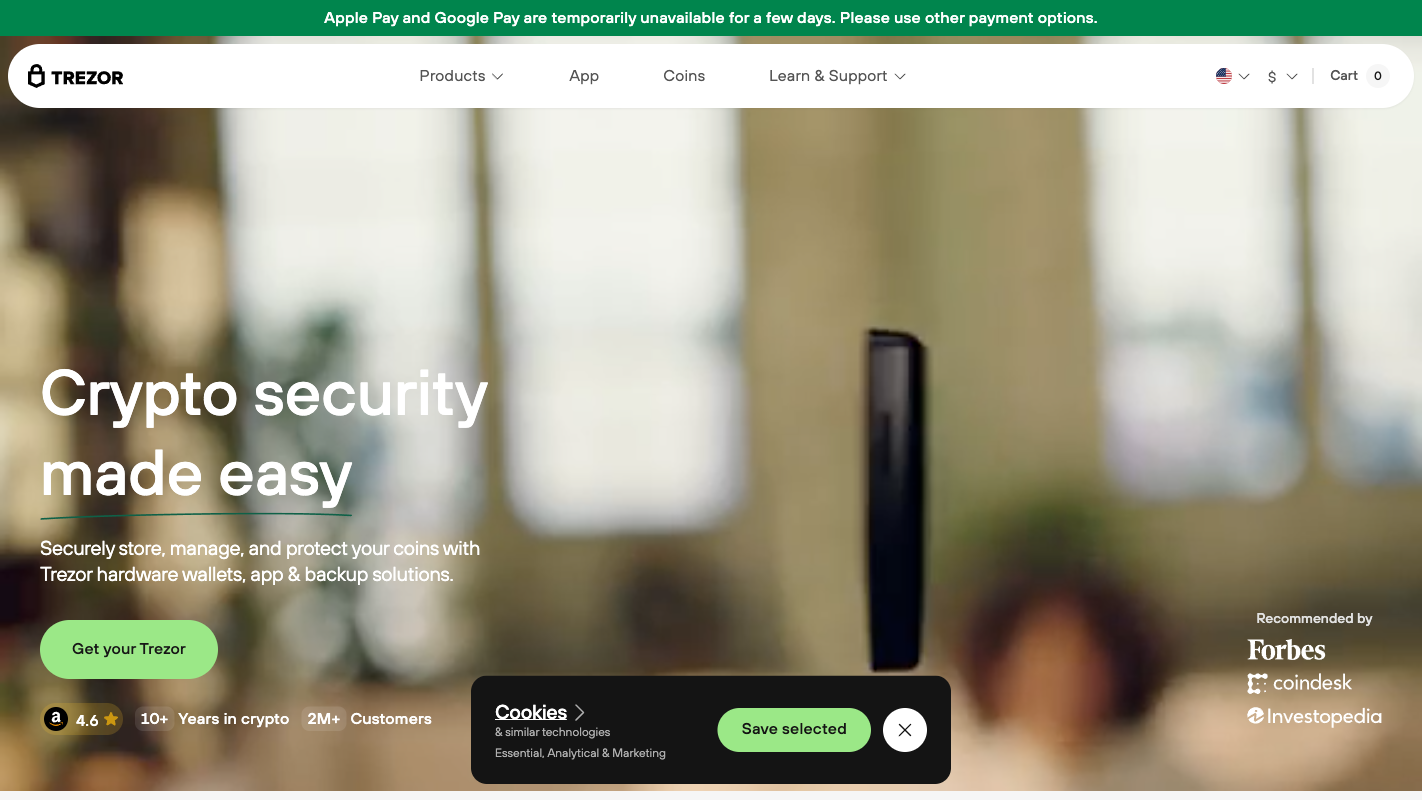 Apple Pay and Google Pay are temporarily unavailable for a few days. Please use other payment options.
TREZOR
Products
App
Coins
Learn & Support
$
Cart
0
Crypto security
made easy
Securely store, manage, and protect your coins with
Trezor hardware wallets, app & backup solutions.
Get your Trezor
a 4.6
10+ Years in crypto
2M+ Customers
Recommended by
Forbes
coindesk
Investopedia
Cookies
& similar technologies
Essential, Analytical & Marketing
Save selected